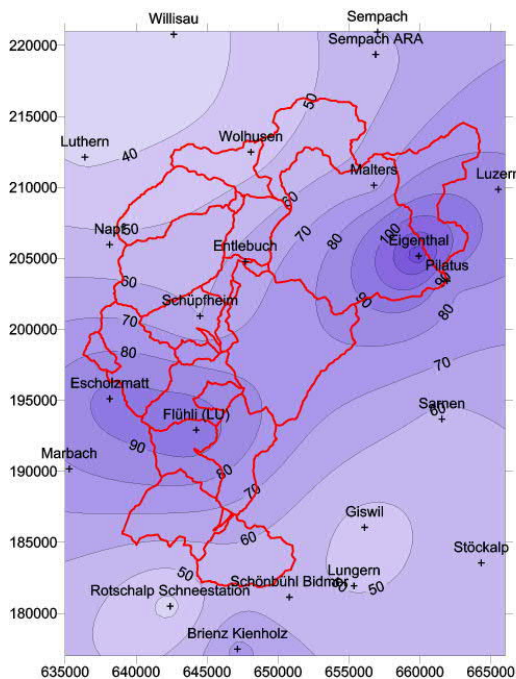 Willisau
Sempach
220000
Sempach ARA
215000
50
Wolhusen
Luthern
40
210000
Malters
Luzern
60
70
80
100
Napf
50
205000
Entlebuch
Eigenthal
Pilatus
90
90
60
80
Schüpfheim
200000
70
70
80
Escholzmatt
195000
60
Sarnen
Flühli (LU)
90
Marbach
190000
80
70
Giswil
60
185000
Stöckalp
50
Lungern
50
Rotschalp Schneestation
Schönbühl Bidmer
180000
Brienz Kienholz
635000 640000 645000 650000 655000 660000 665000